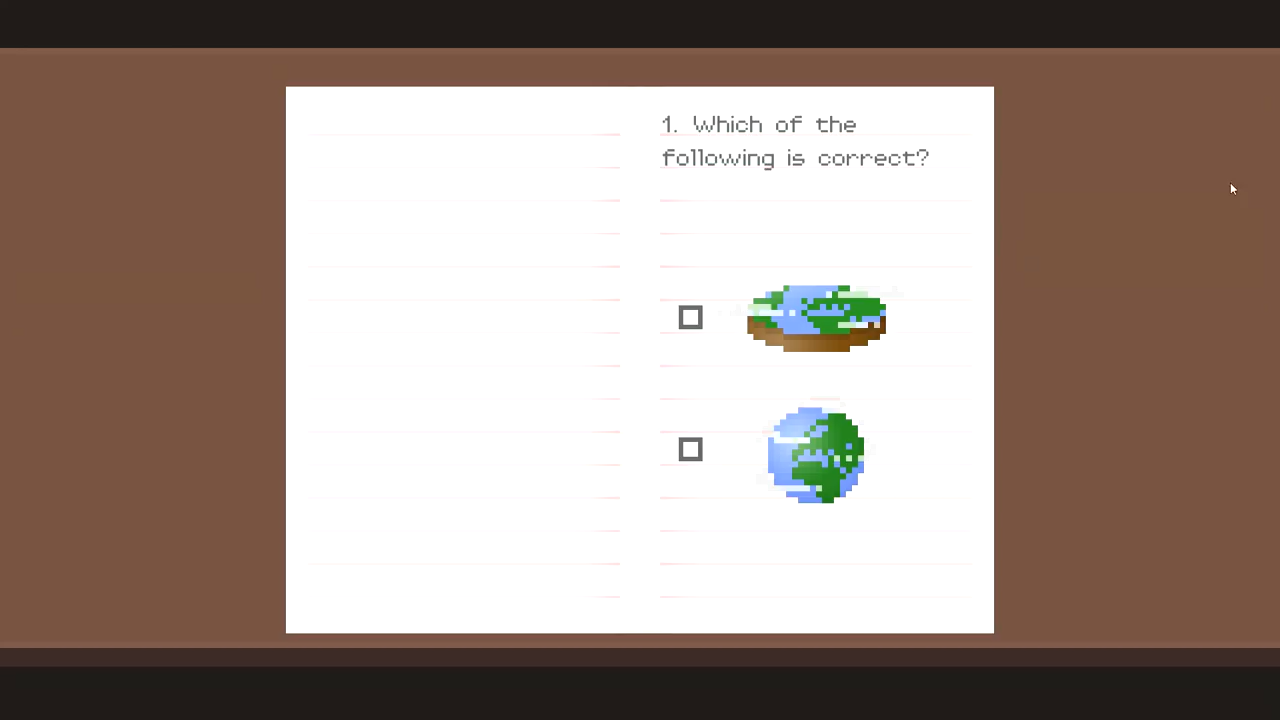 1. Which of the
following is correct?